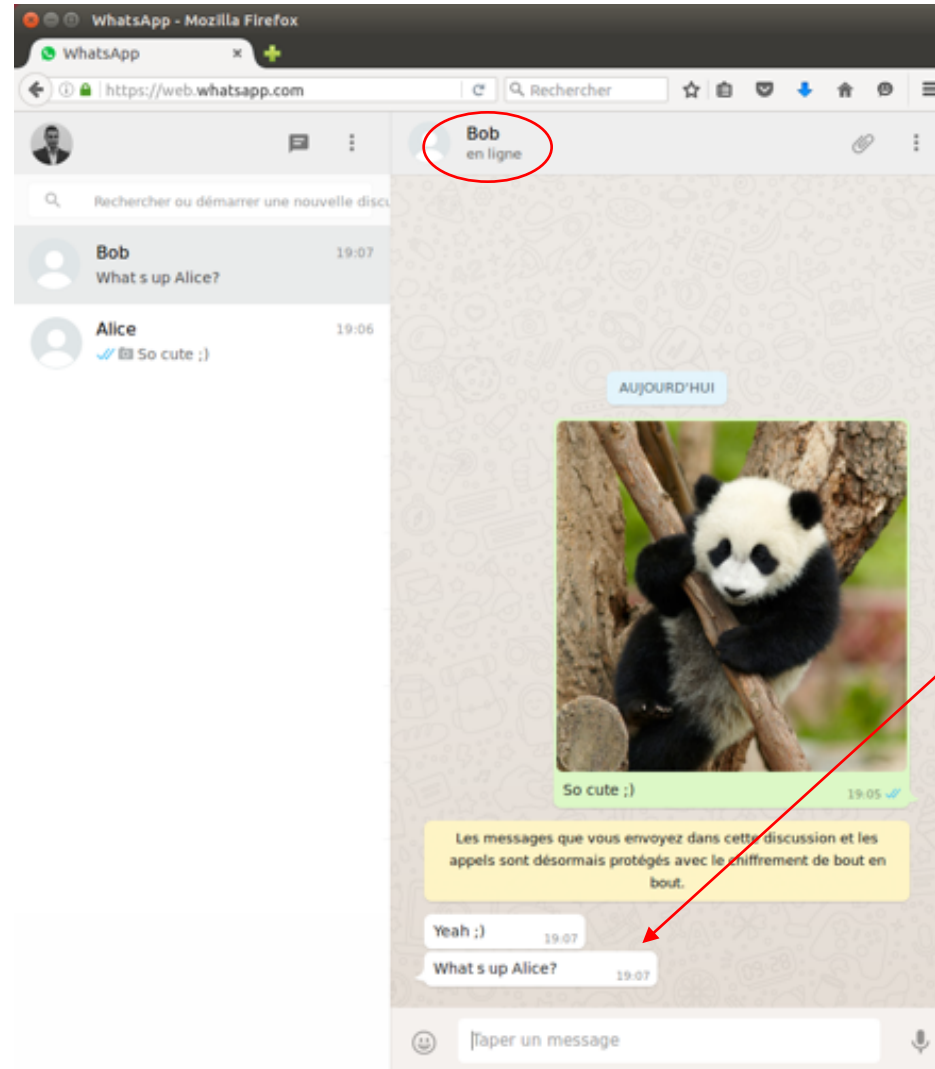 WhatsApp - Mozilla Firefox
WhatsApp
https://web.whatsapp.com
Rechercher
Bob
en ligne
Rechercher ou démarrer une nouvelle discu
Bob 19:07
What s up Alice?
Alice 19:06
So cute ;)
AUJOURD'HUI
So cute ;) 19:05
Les messages que vous envoyez dans cette discussion et les
appels sont désormais protégés avec le chiffrement de bout en
bout.
Yeah ;) 19:07
What s up Alice? 19:07
Taper un message